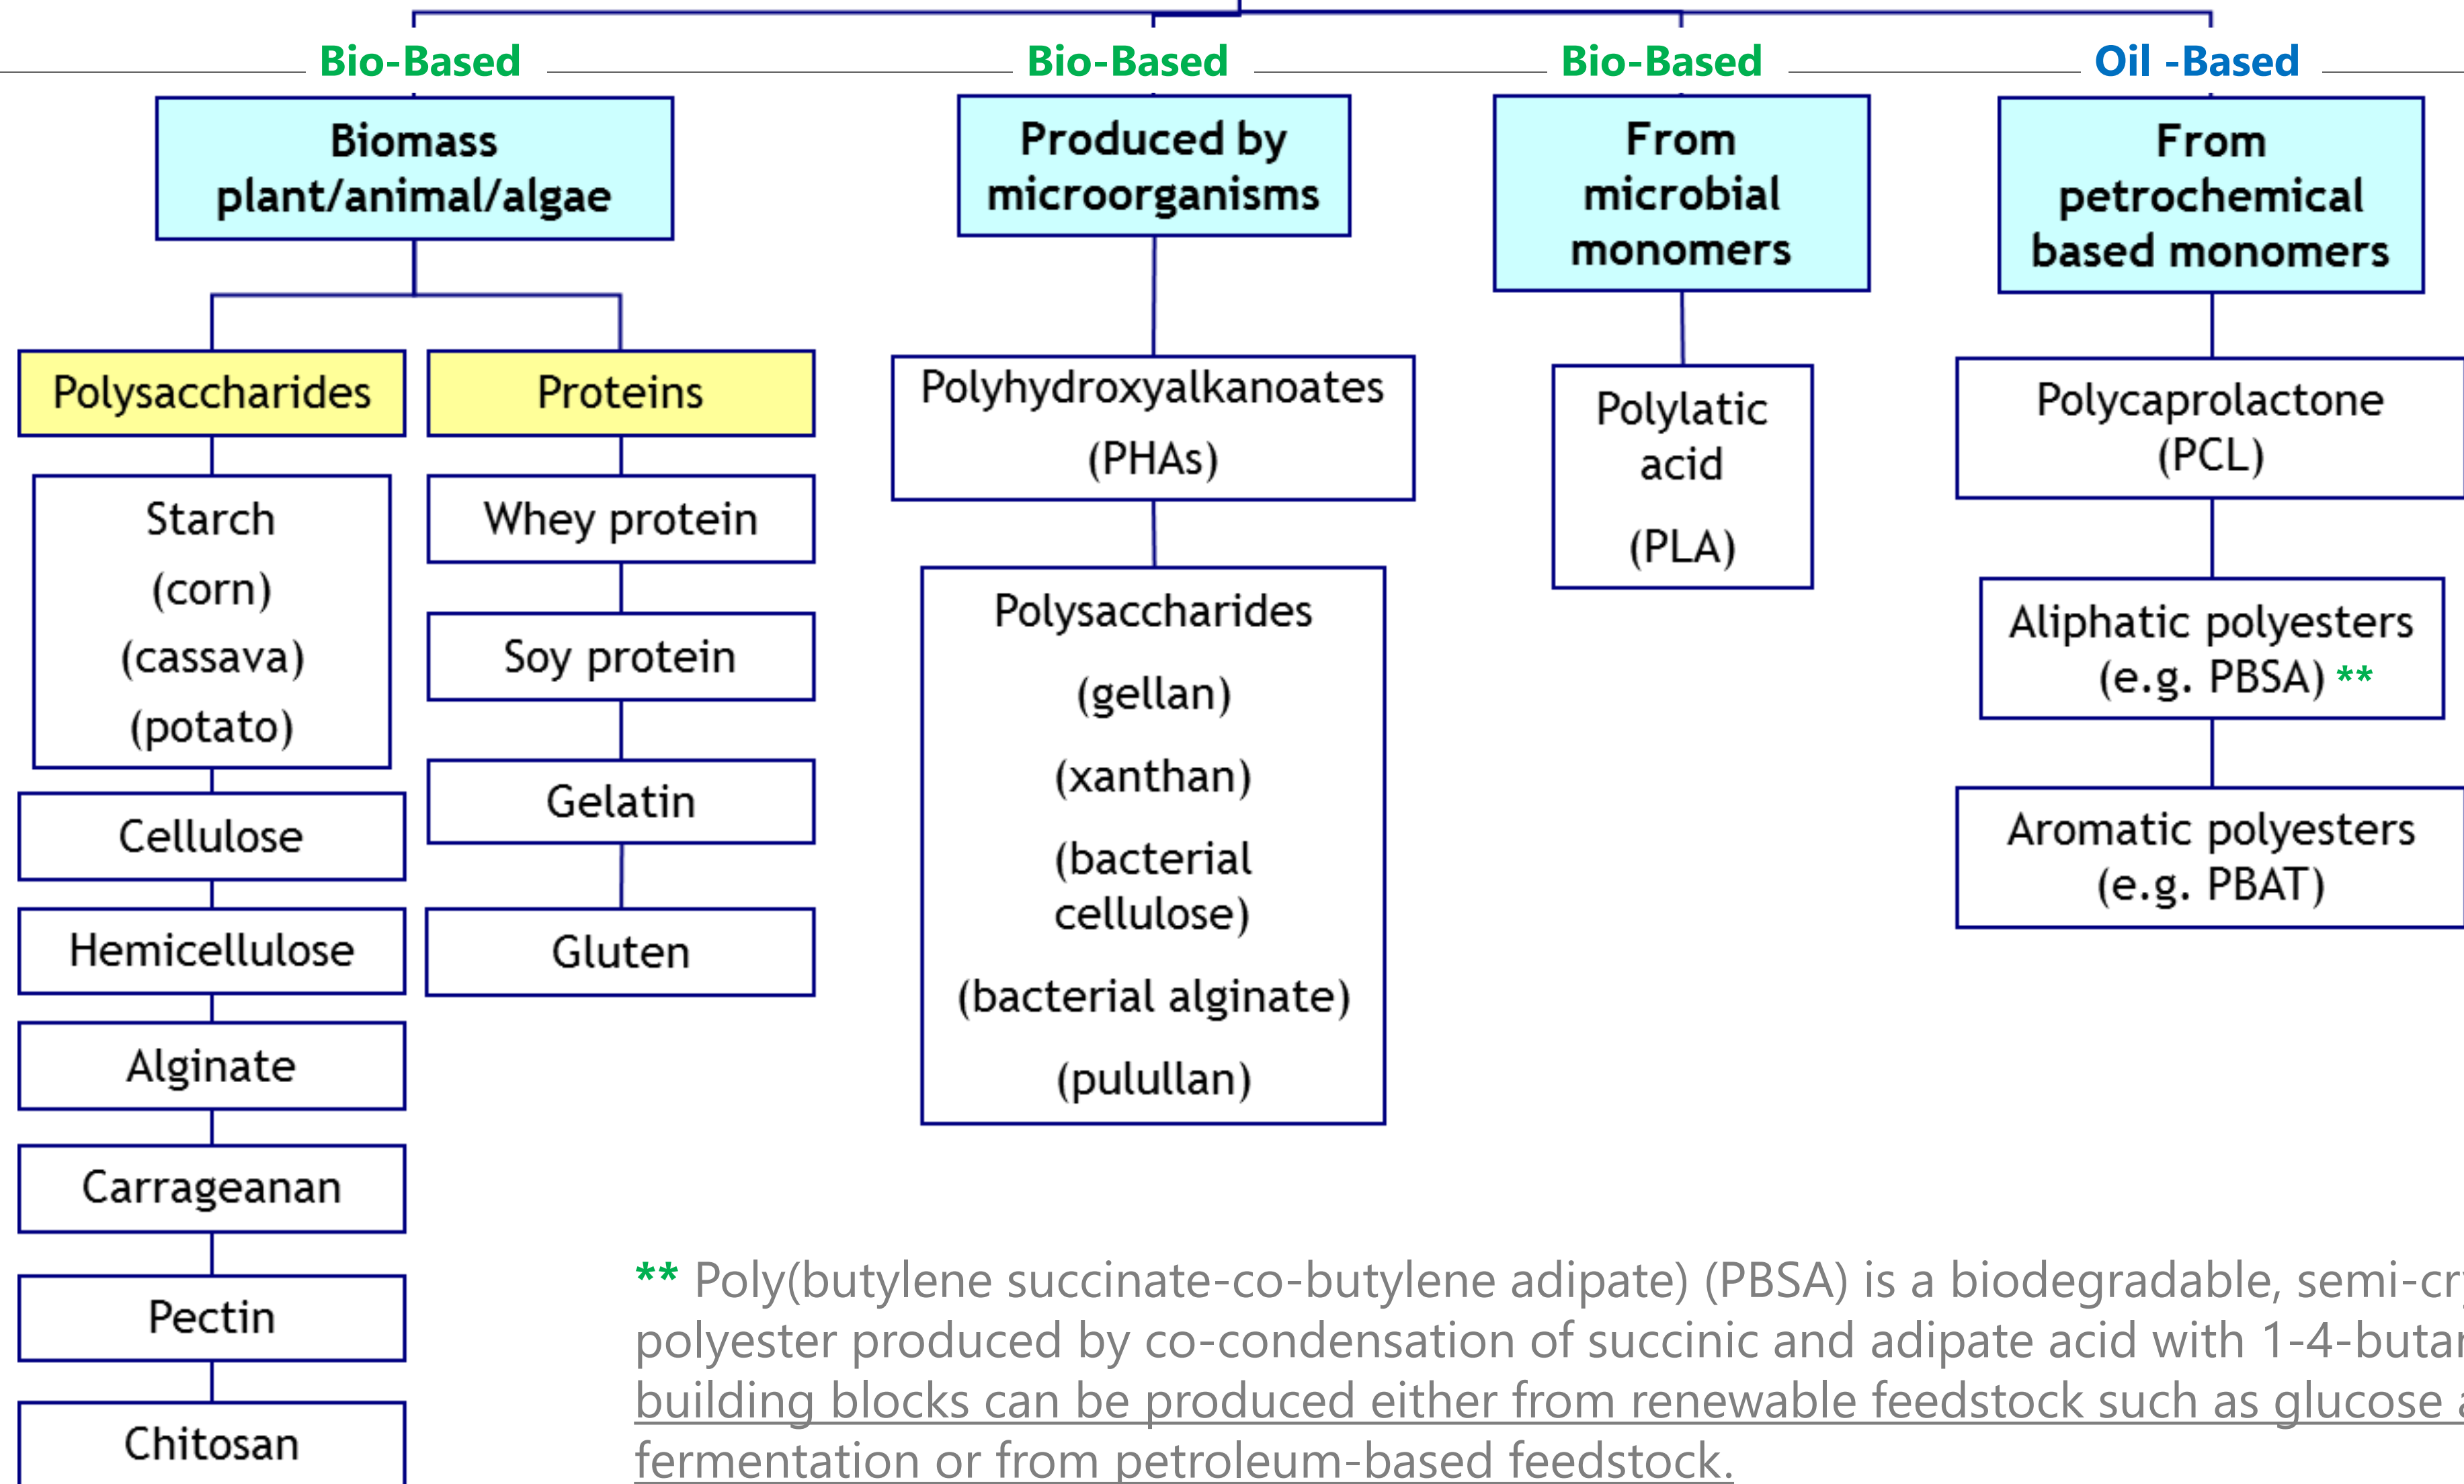 Bio-Based
Bio-Based
Bio-Based
Oil -Based
Biomass
plant/animal/algae
Polysaccharides
Starch
(corn)
(cassava)
(potato)
Cellulose
Hemicellulose
Alginate
Carrageanan
Pectin
Chitosan
Proteins
Whey protein
Soy protein
Gelatin
Gluten
Produced by
microorganisms
Polyhydroxyalkanoates
(PHAs)
Polysaccharides
(gellan)
(xanthan)
(bacterial
cellulose)
(bacterial alginate)
(pulullan)
From
microbial
monomers
Polylatic
acid
(PLA)
From
petrochemical
based monomers
Polycaprolactone
(PCL)
Aliphatic polyesters
(e.g. PBSA) **
Aromatic polyesters
(e.g. PBAT)
** Poly(butylene succinate-co-butylene adipate) (PBSA) is a biodegradable,
polyester produced by co-condensation of succinic and adipate acid with
building blocks can be produced either from renewable feedstock such as glucose
fermentation or from petroleum-based feedstock.